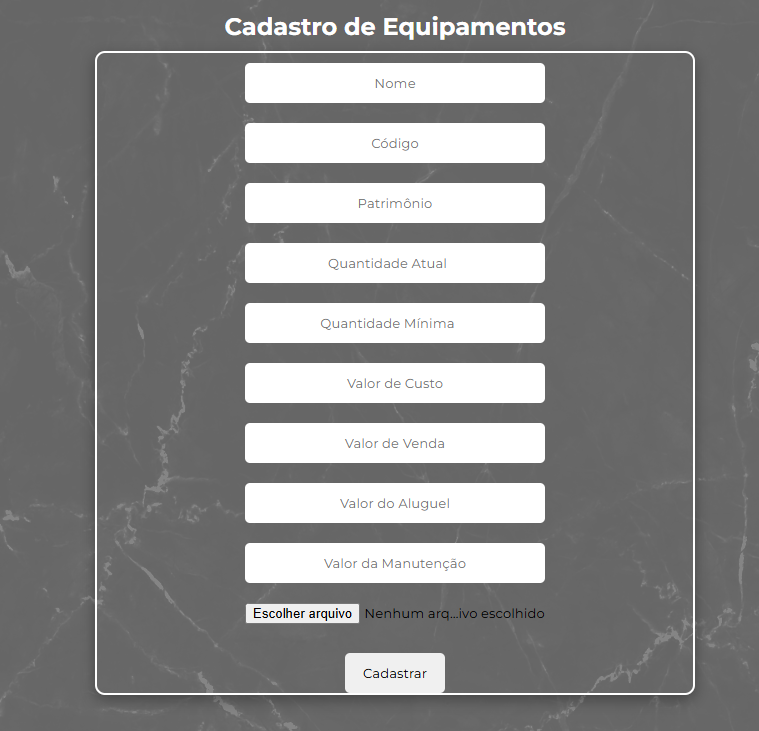 Cadastro de Equipamentos
Nome
Código
Patrimônio
Quantidade Atual
Quantidade Mínima
Valor de Custo
Valor de Venda
Valor do Aluguel
Valor da Manutenção
Escolher arquivo Nenhum arq...ivo escolhido
Cadastrar